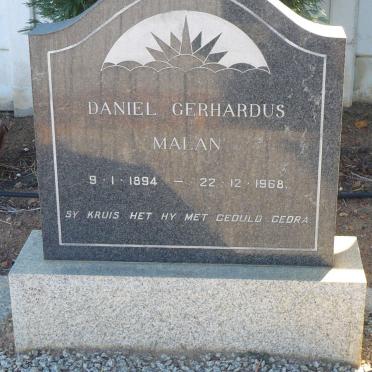 DANIEL GERHARDUS
MALAN
9·1·1894 — 22·12·1968
SY KRUIS HET HY MET GEDULD GEDRA